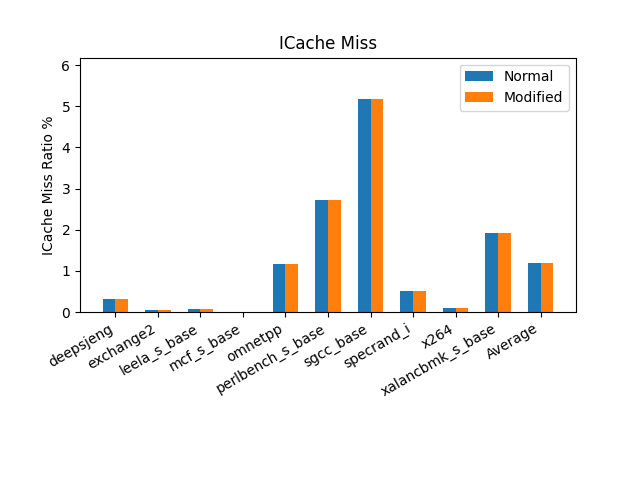 ICache Miss
ICache Miss Ratio %
6
5
4
3
2
1
0
Normal
Modified
deepsjeng
exchange2
leela_s_base
mcf_s_base
omnetpp
perlbench_s_base
sgcc_base
specrand_i
x264
xalancbmk_s_base
Average